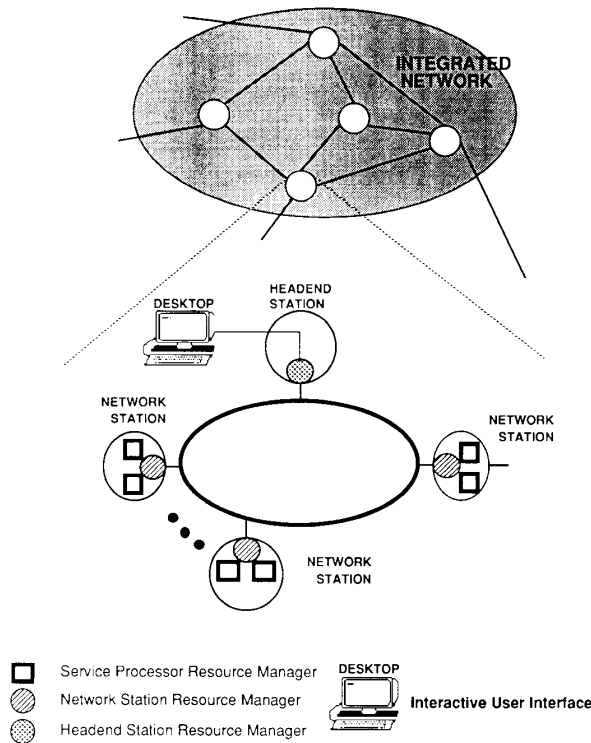 INTEGRATED
NETWORK
HEADEND
STATION
DESKTOP
NETWORK
STATION
NETWORK
STATION
NETWORK
STATION
Service Processor Resource Manager
Network Station Resource Manager
Headend Station Resource Manager
DESKTOP
Interactive User Interface